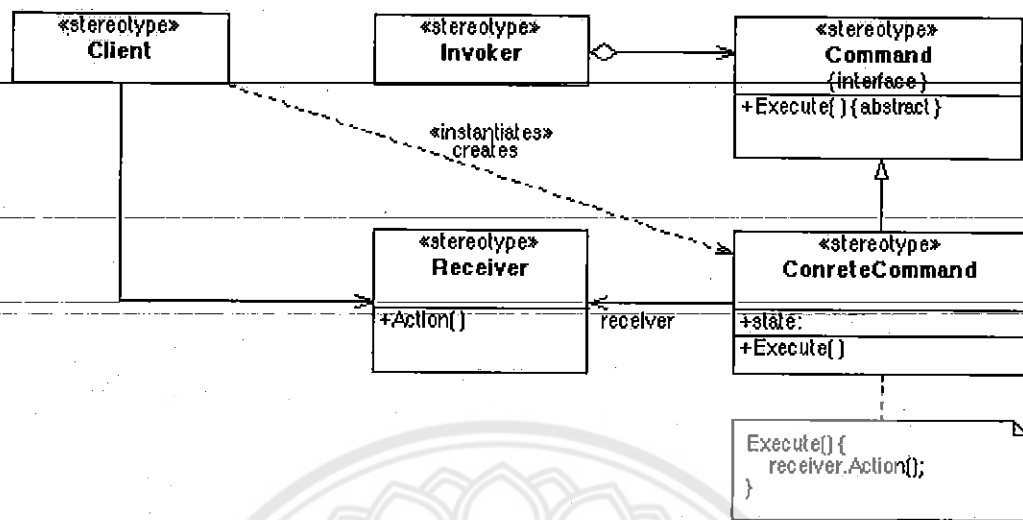 «stereotype»
Client
«stereotype»
Invoker
«stereotype»
Command
{interface}
+Execute(){abstract}
«instantiates»
creates
«stereotype»
Receiver
+Action()
receiver
«stereotype»
ConreteCommand
+state:
+Execute()
Execute() {
receiver.Action();
}